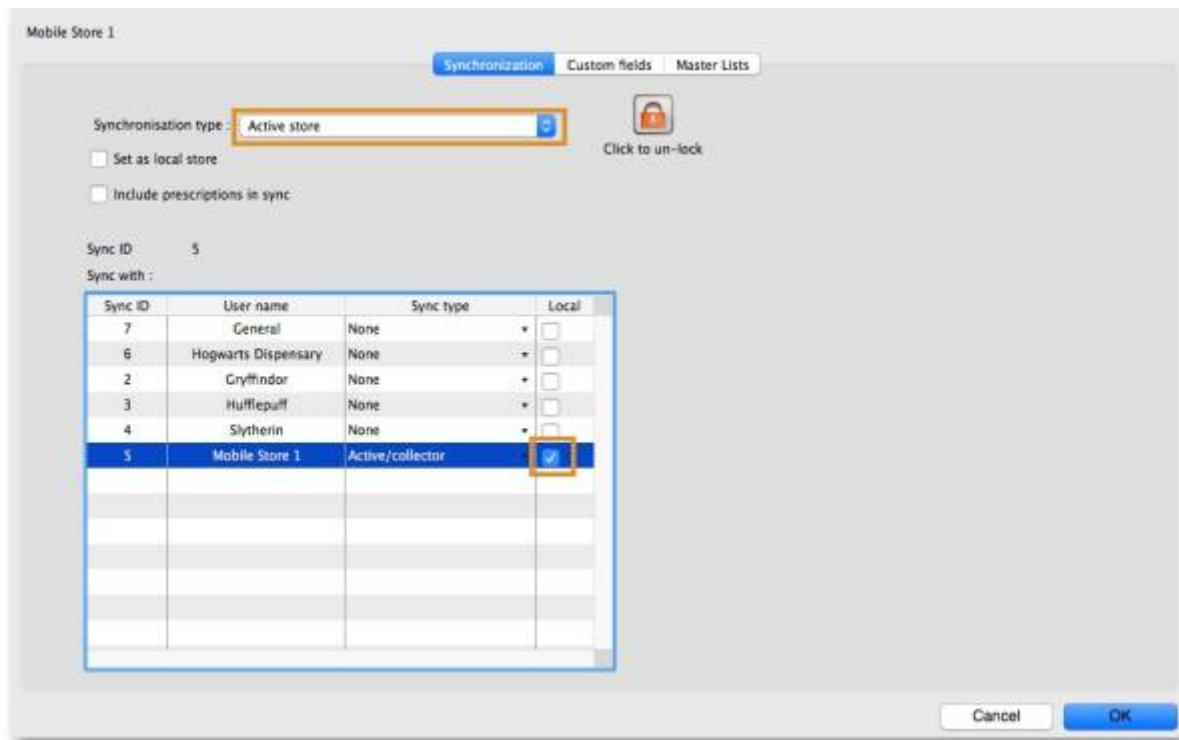 Mobile Store 1
Synchronization Custom fields Master Lists
Synchronisation type : Active store
Click to un-lock
Set as local store
Include prescriptions in sync
Sync ID 5
Sync with :
Sync ID User name Sync type Local
7 General None
6 Hogwarts Dispensary None
2 Gryffindor None
3 Hufflepuff None
4 Slytherin None
5 Mobile Store 1 Active/collector
Cancel OK